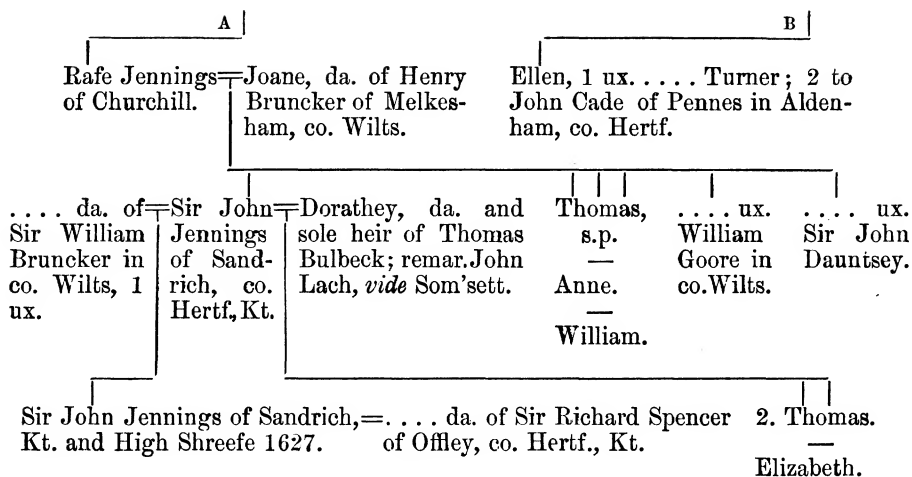 A
B
Rafe Jennings=Joane, da. of Henry
of Churchill.
Bruncker of Melkes-
ham, co. Wilts.
Ellen, 1 ux. . . . . . Turner; 2 to
John Cade of Pennes in Alden-
ham, co. Hertf.
. . . . da. of=Sir John=Dorathey, da. and
Sir William
Bruncker in
co. Wilts, 1
ux.
Jennings
of Sand-
rich, co.
Hertf., Kt.
sole heir of Thomas
Bulbeck; remar. John
Lach, vide Som'sett.
Thomas,
s.p.
—
Anne.
—
William.
. . . . ux.
William
Goore in
co. Wilts.
. . . . ux.
Sir John
Dauntsey.
Sir John Jennings of Sandrich,=. . . . da. of Sir Richard Spencer
Kt. and High Shreefe 1627.
of Offley, co. Hertf., Kt.
2. Thomas.
—
Elizabeth.